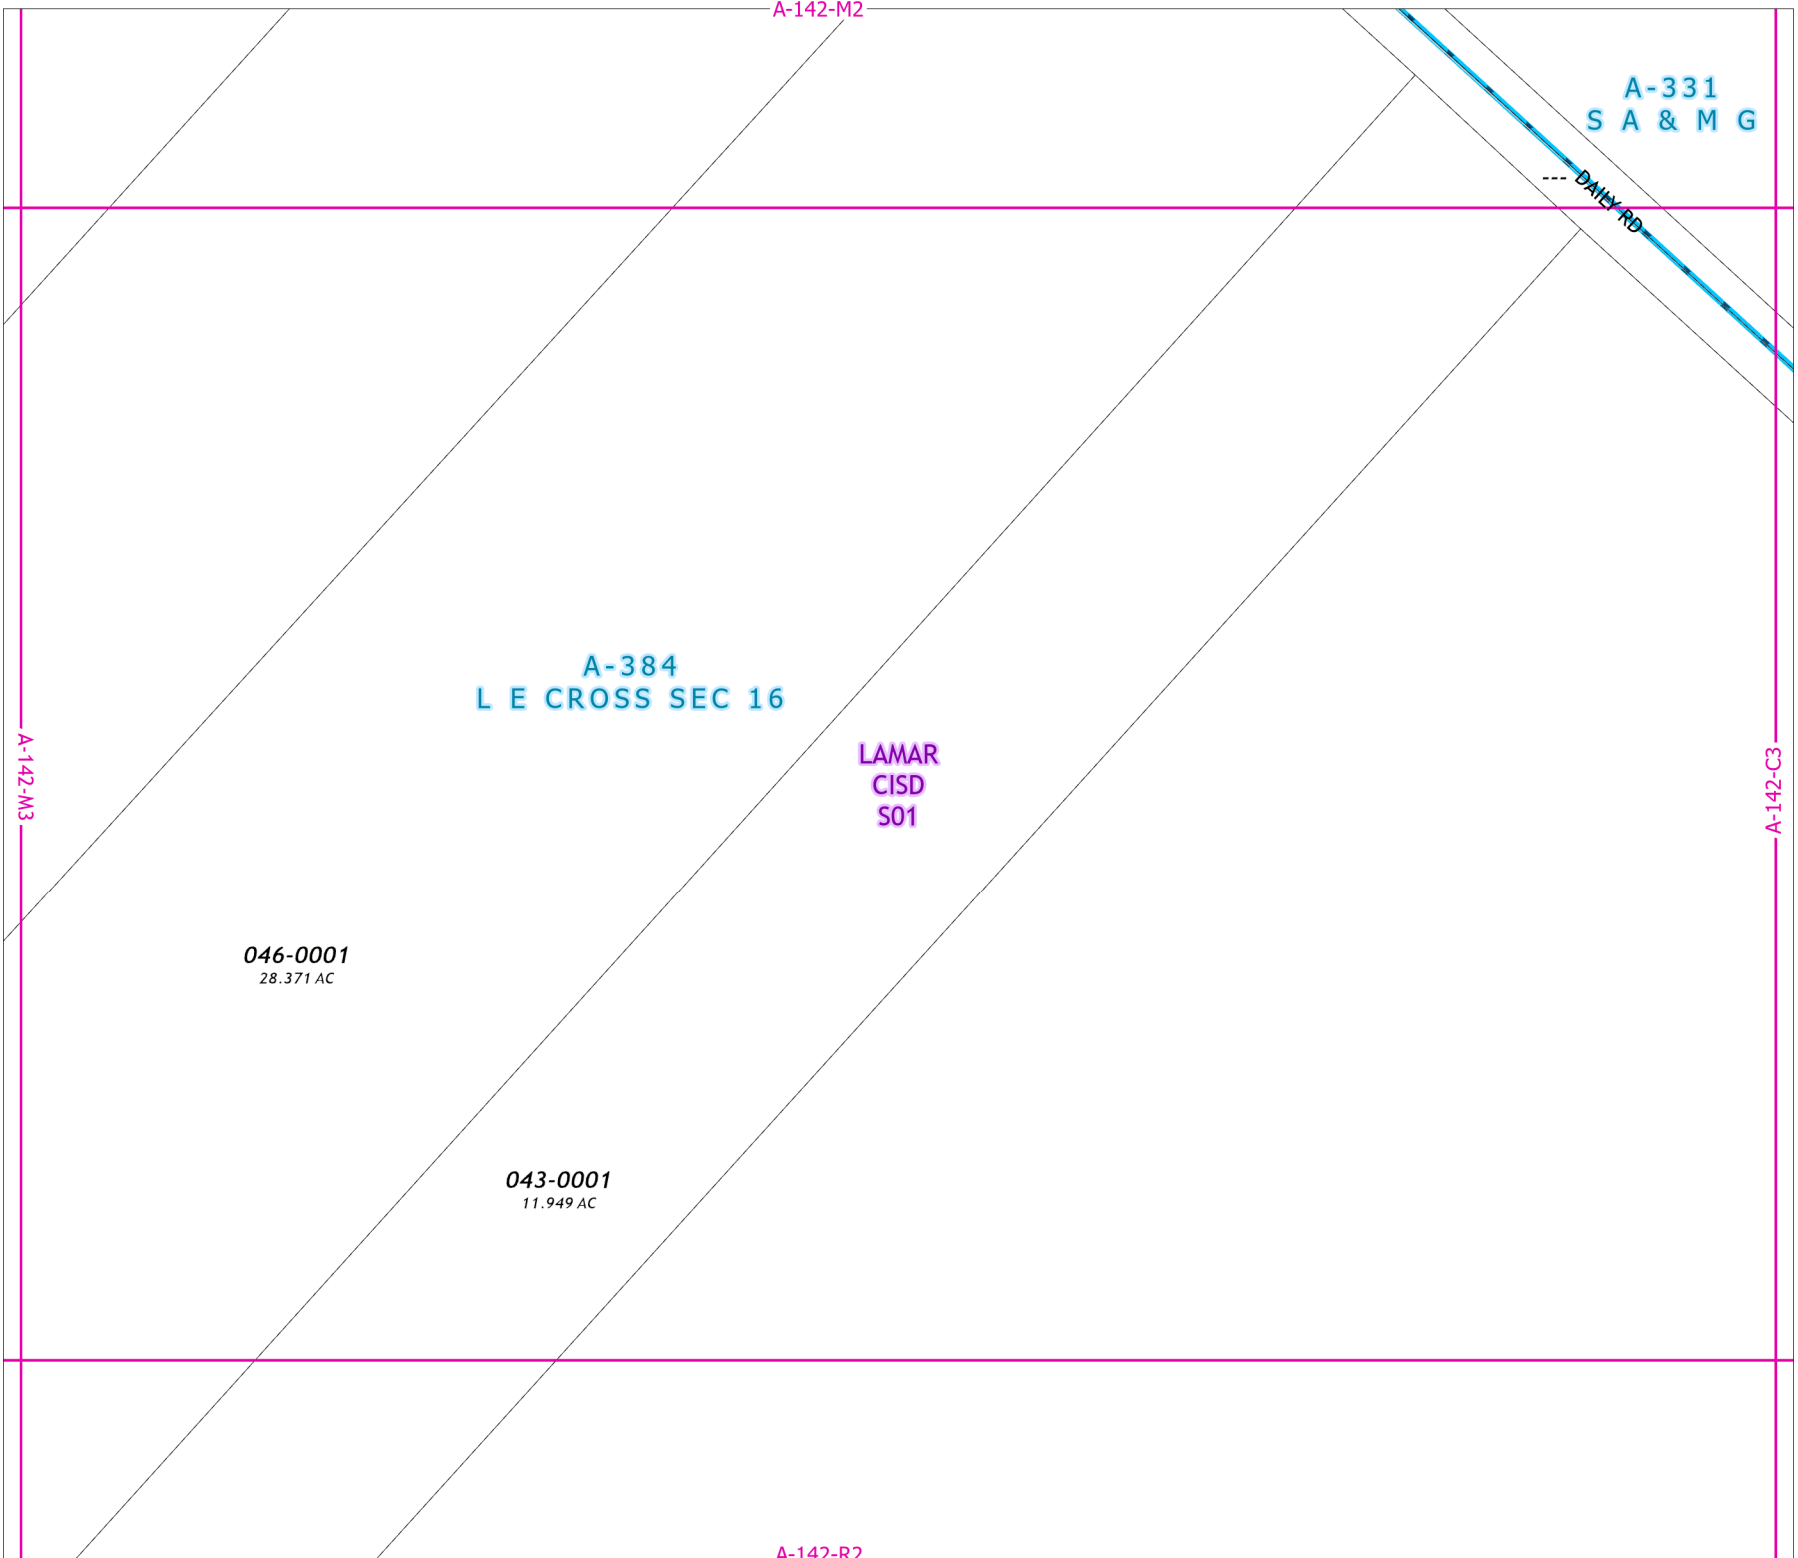 A-142-M2
A-331
S A & M G
DAILY RD
A-384
L E CROSS SEC 16
LAMAR
CISD
S01
A-142-M3
A-142-C3
046-0001
28.371 AC
043-0001
11.949 AC
A-142-R2